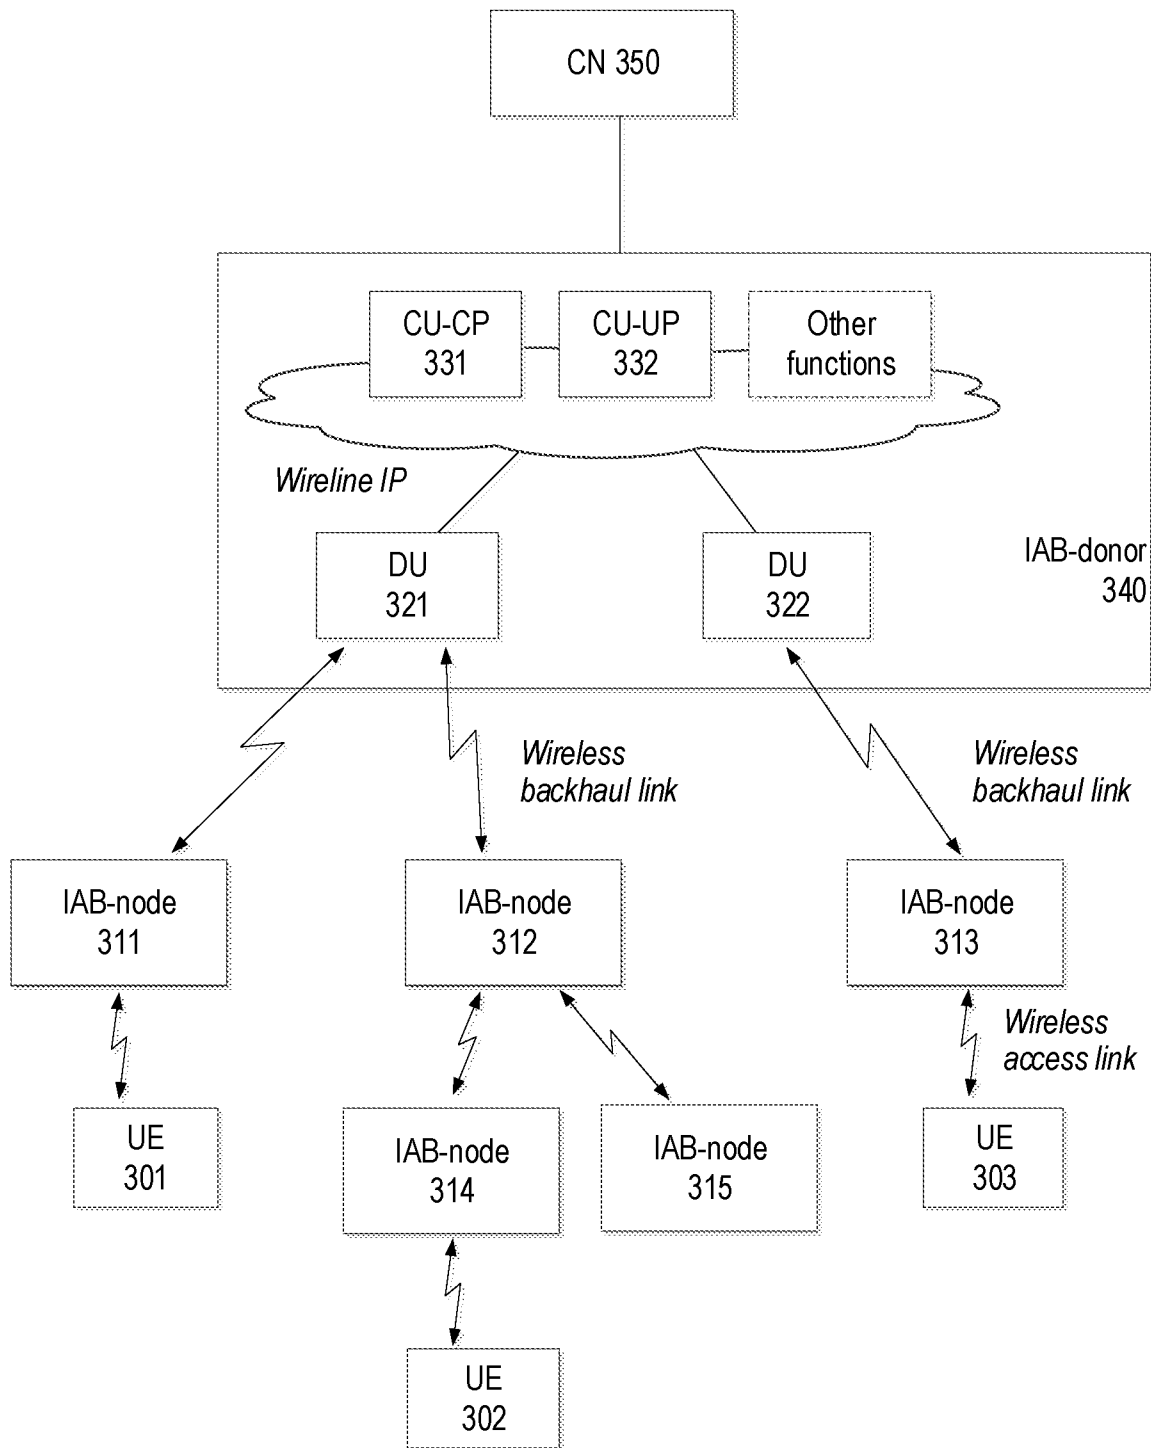 CN 350
CU-CP
331
CU-UP
332
Other
functions
Wireline IP
DU
321
DU
322
IAB-donor
340
Wireless
backhaul link
Wireless
backhaul link
IAB-node
311
IAB-node
312
IAB-node
313
Wireless
access link
UE
301
IAB-node
314
IAB-node
315
UE
303
UE
302